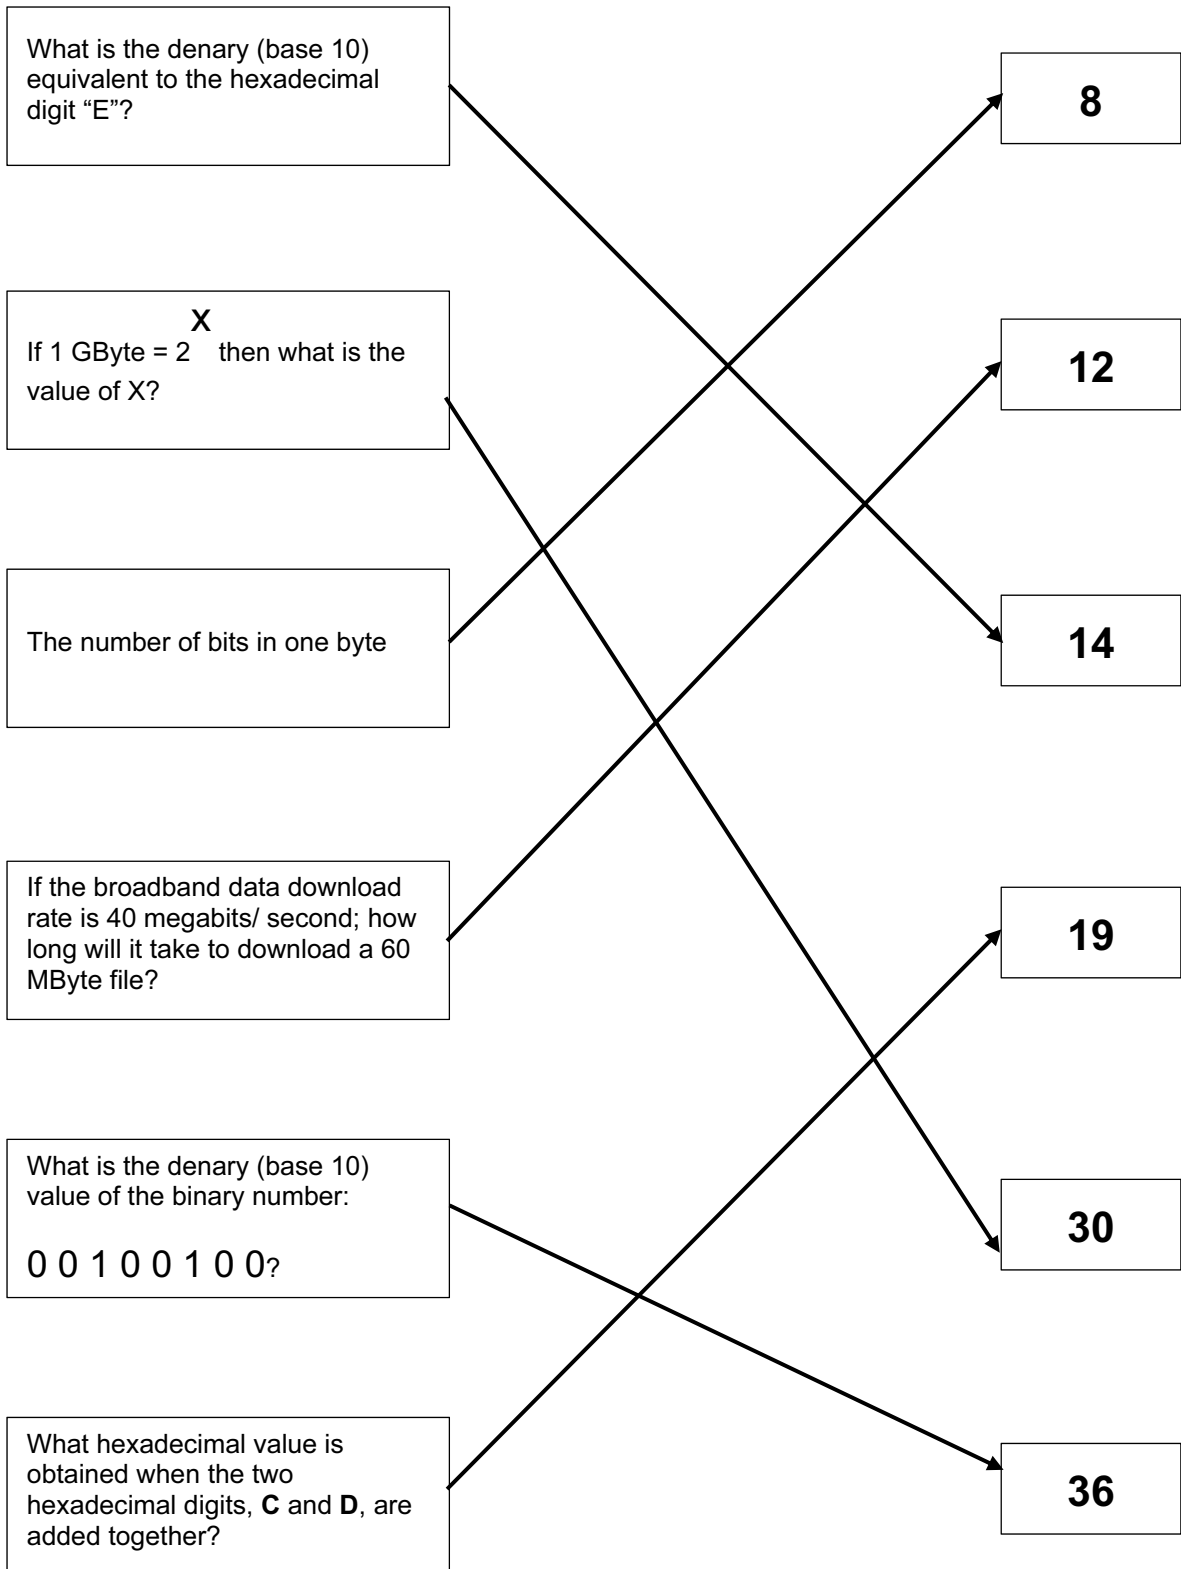 What is the denary (base 10)
equivalent to the hexadecimal
digit “E”?
8
If 1 GByte = 2^X then what is the
value of X?
12
The number of bits in one byte
14
If the broadband data download
rate is 40 megabits/ second; how
long will it take to download a 60
MByte file?
19
What is the denary (base 10)
value of the binary number:
0 0 1 0 0 1 0 0?
30
What hexadecimal value is
obtained when the two
hexadecimal digits, C and D, are
added together?
36